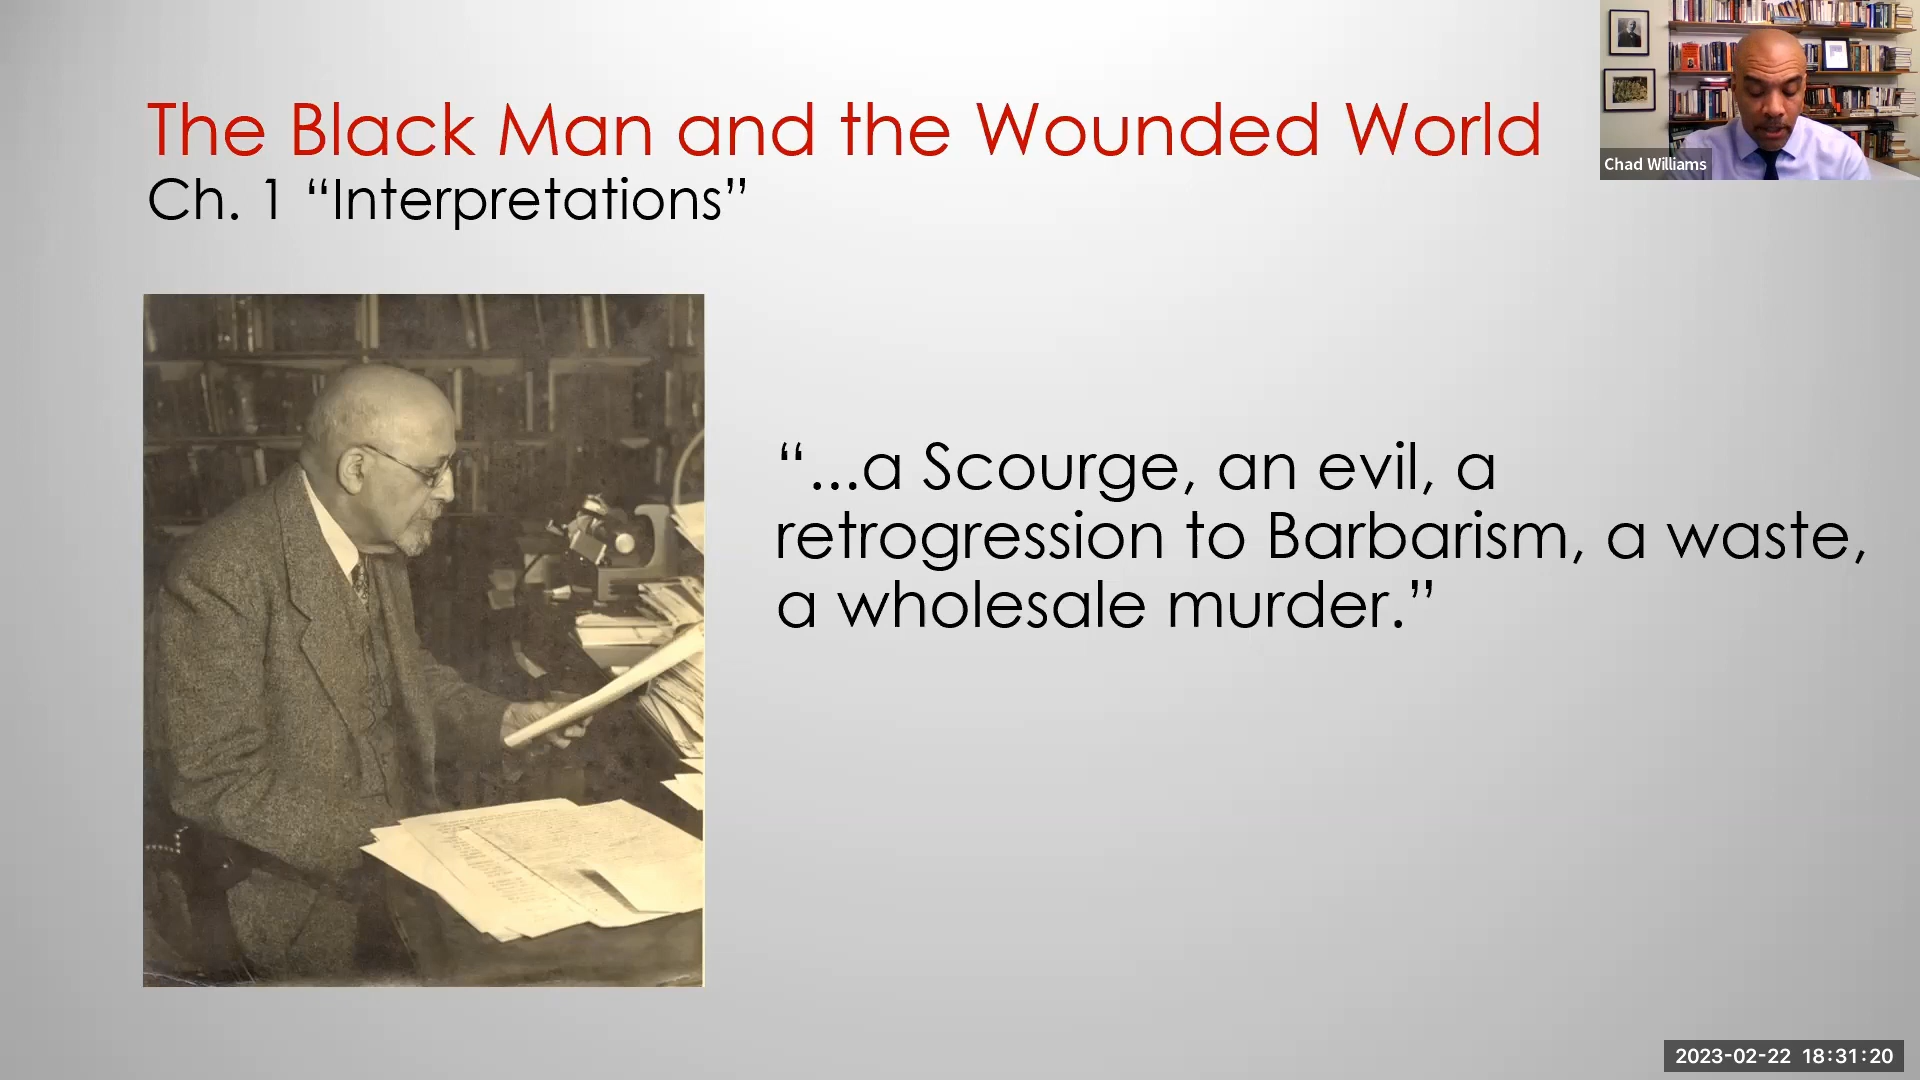 The Black Man and the Wounded World
Ch. 1 “Interpretations”
Chad Williams
“...a Scourge, an evil, a
retrogression to Barbarism, a waste,
a wholesale murder.”
2023-02-22 18:31:20